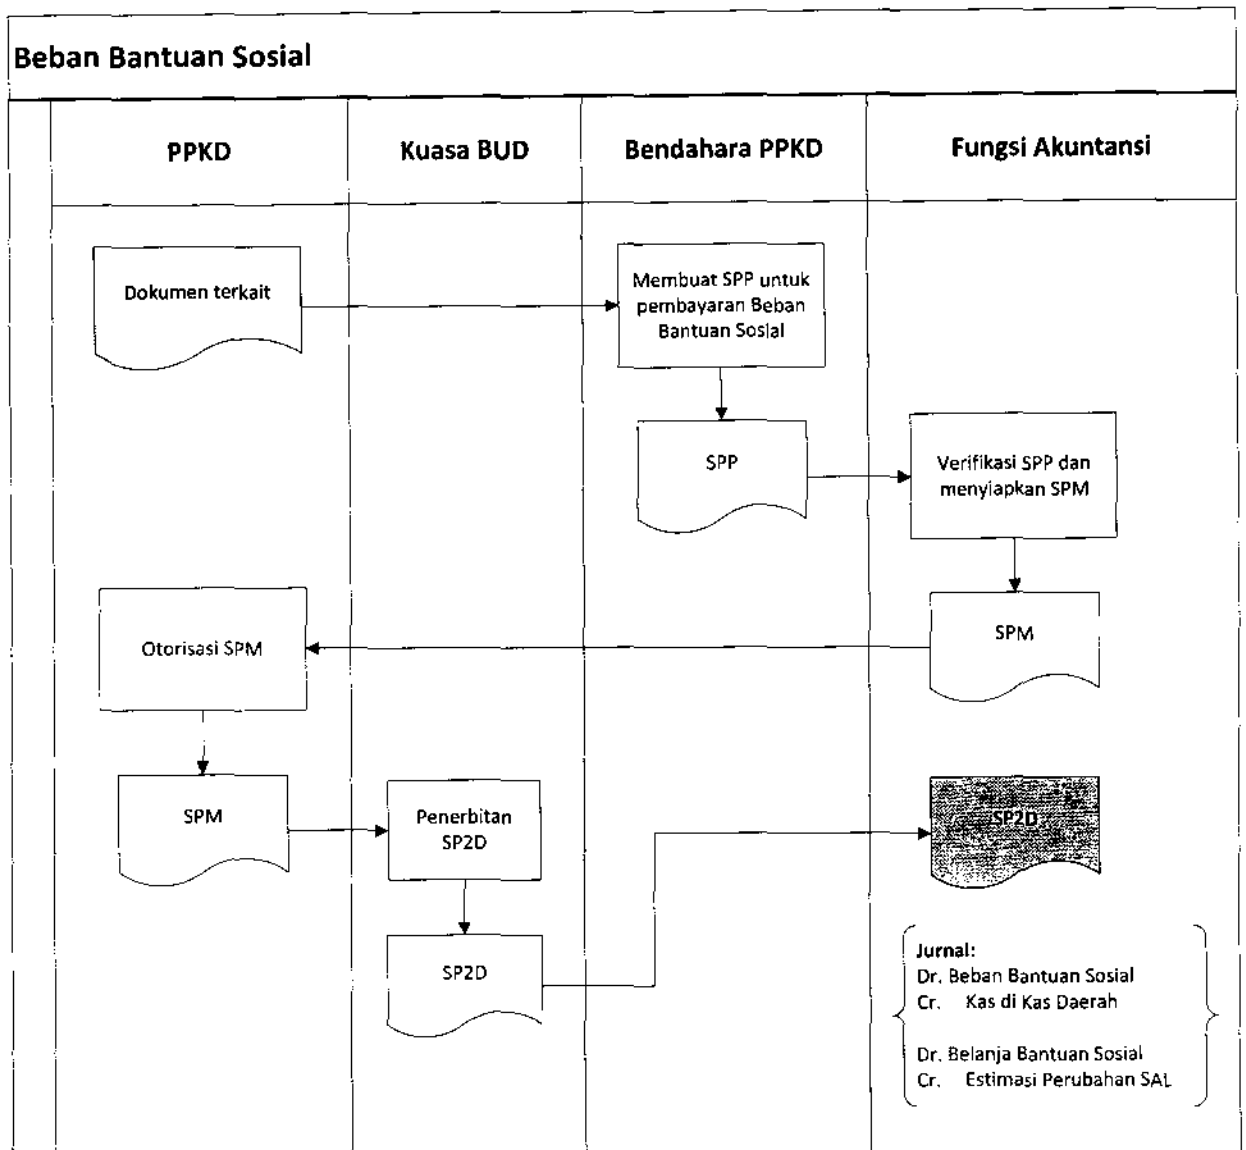 Beban Bantuan Sosial
PPKD
Kuasa BUD
Bendahara PPKD
Fungsi Akuntansi
Dokumen terkait
Membuat SPP untuk
pembayaran Beban
Bantuan Sosial
SPP
Verifikasi SPP dan
menyiapkan SPM
SPM
Otorisasi SPM
SPM
Penerbitan
SP2D
SP2D
SP2D
Jurnal:
Dr. Beban Bantuan Sosial
Cr. Kas di Kas Daerah
Dr. Belanja Bantuan Sosial
Cr. Estimasi Perubahan SAL